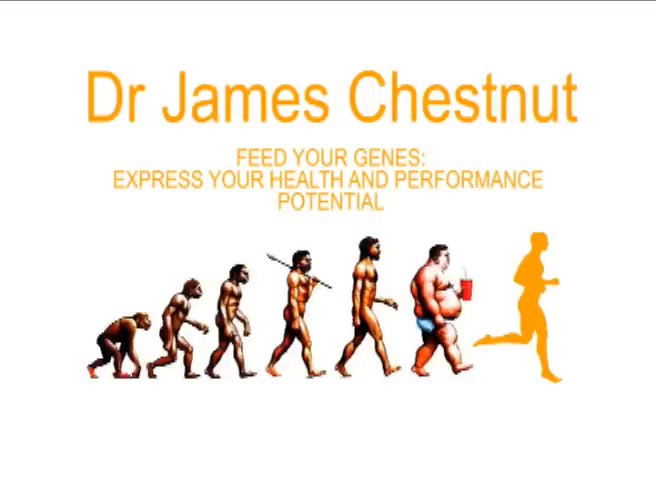 Dr James Chestnut
FEED YOUR GENES:
EXPRESS YOUR HEALTH AND PERFORMANCE
POTENTIAL